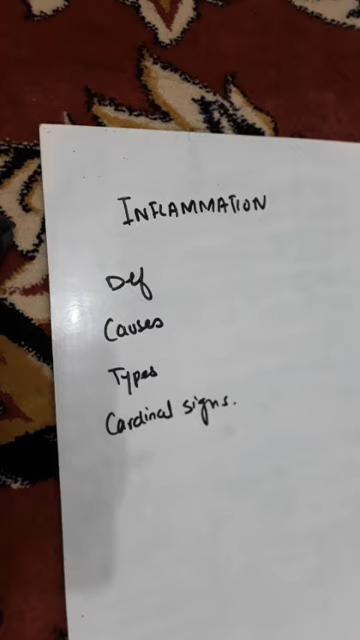 INFLAMMATION
Def
Causes
Types
Cardinal signs.